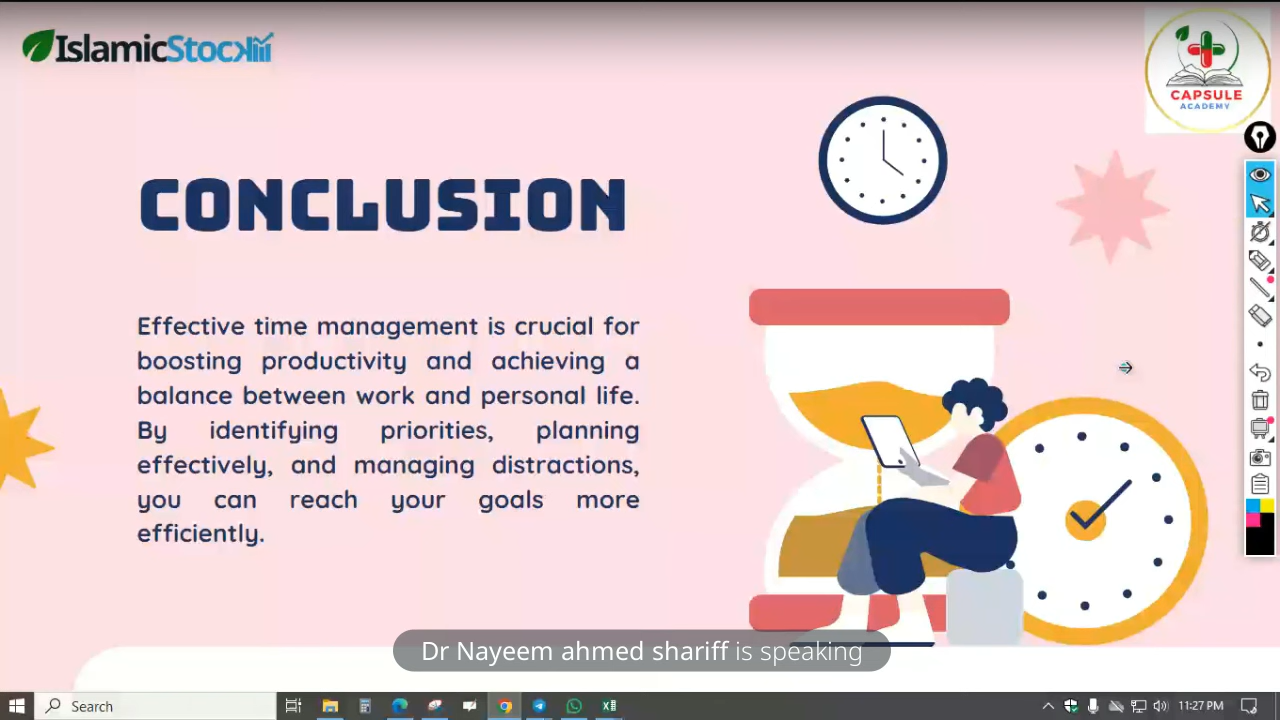 IslamicStock
CAPSULE
ACADEMY
CONCLUSION
Effective time management is crucial for
boosting productivity and achieving a
balance between work and personal life.
By identifying priorities, planning
effectively, and managing distractions,
you can reach your goals more
efficiently.
Dr Nayeem ahmed shariff is speaking
Search
11:27 PM